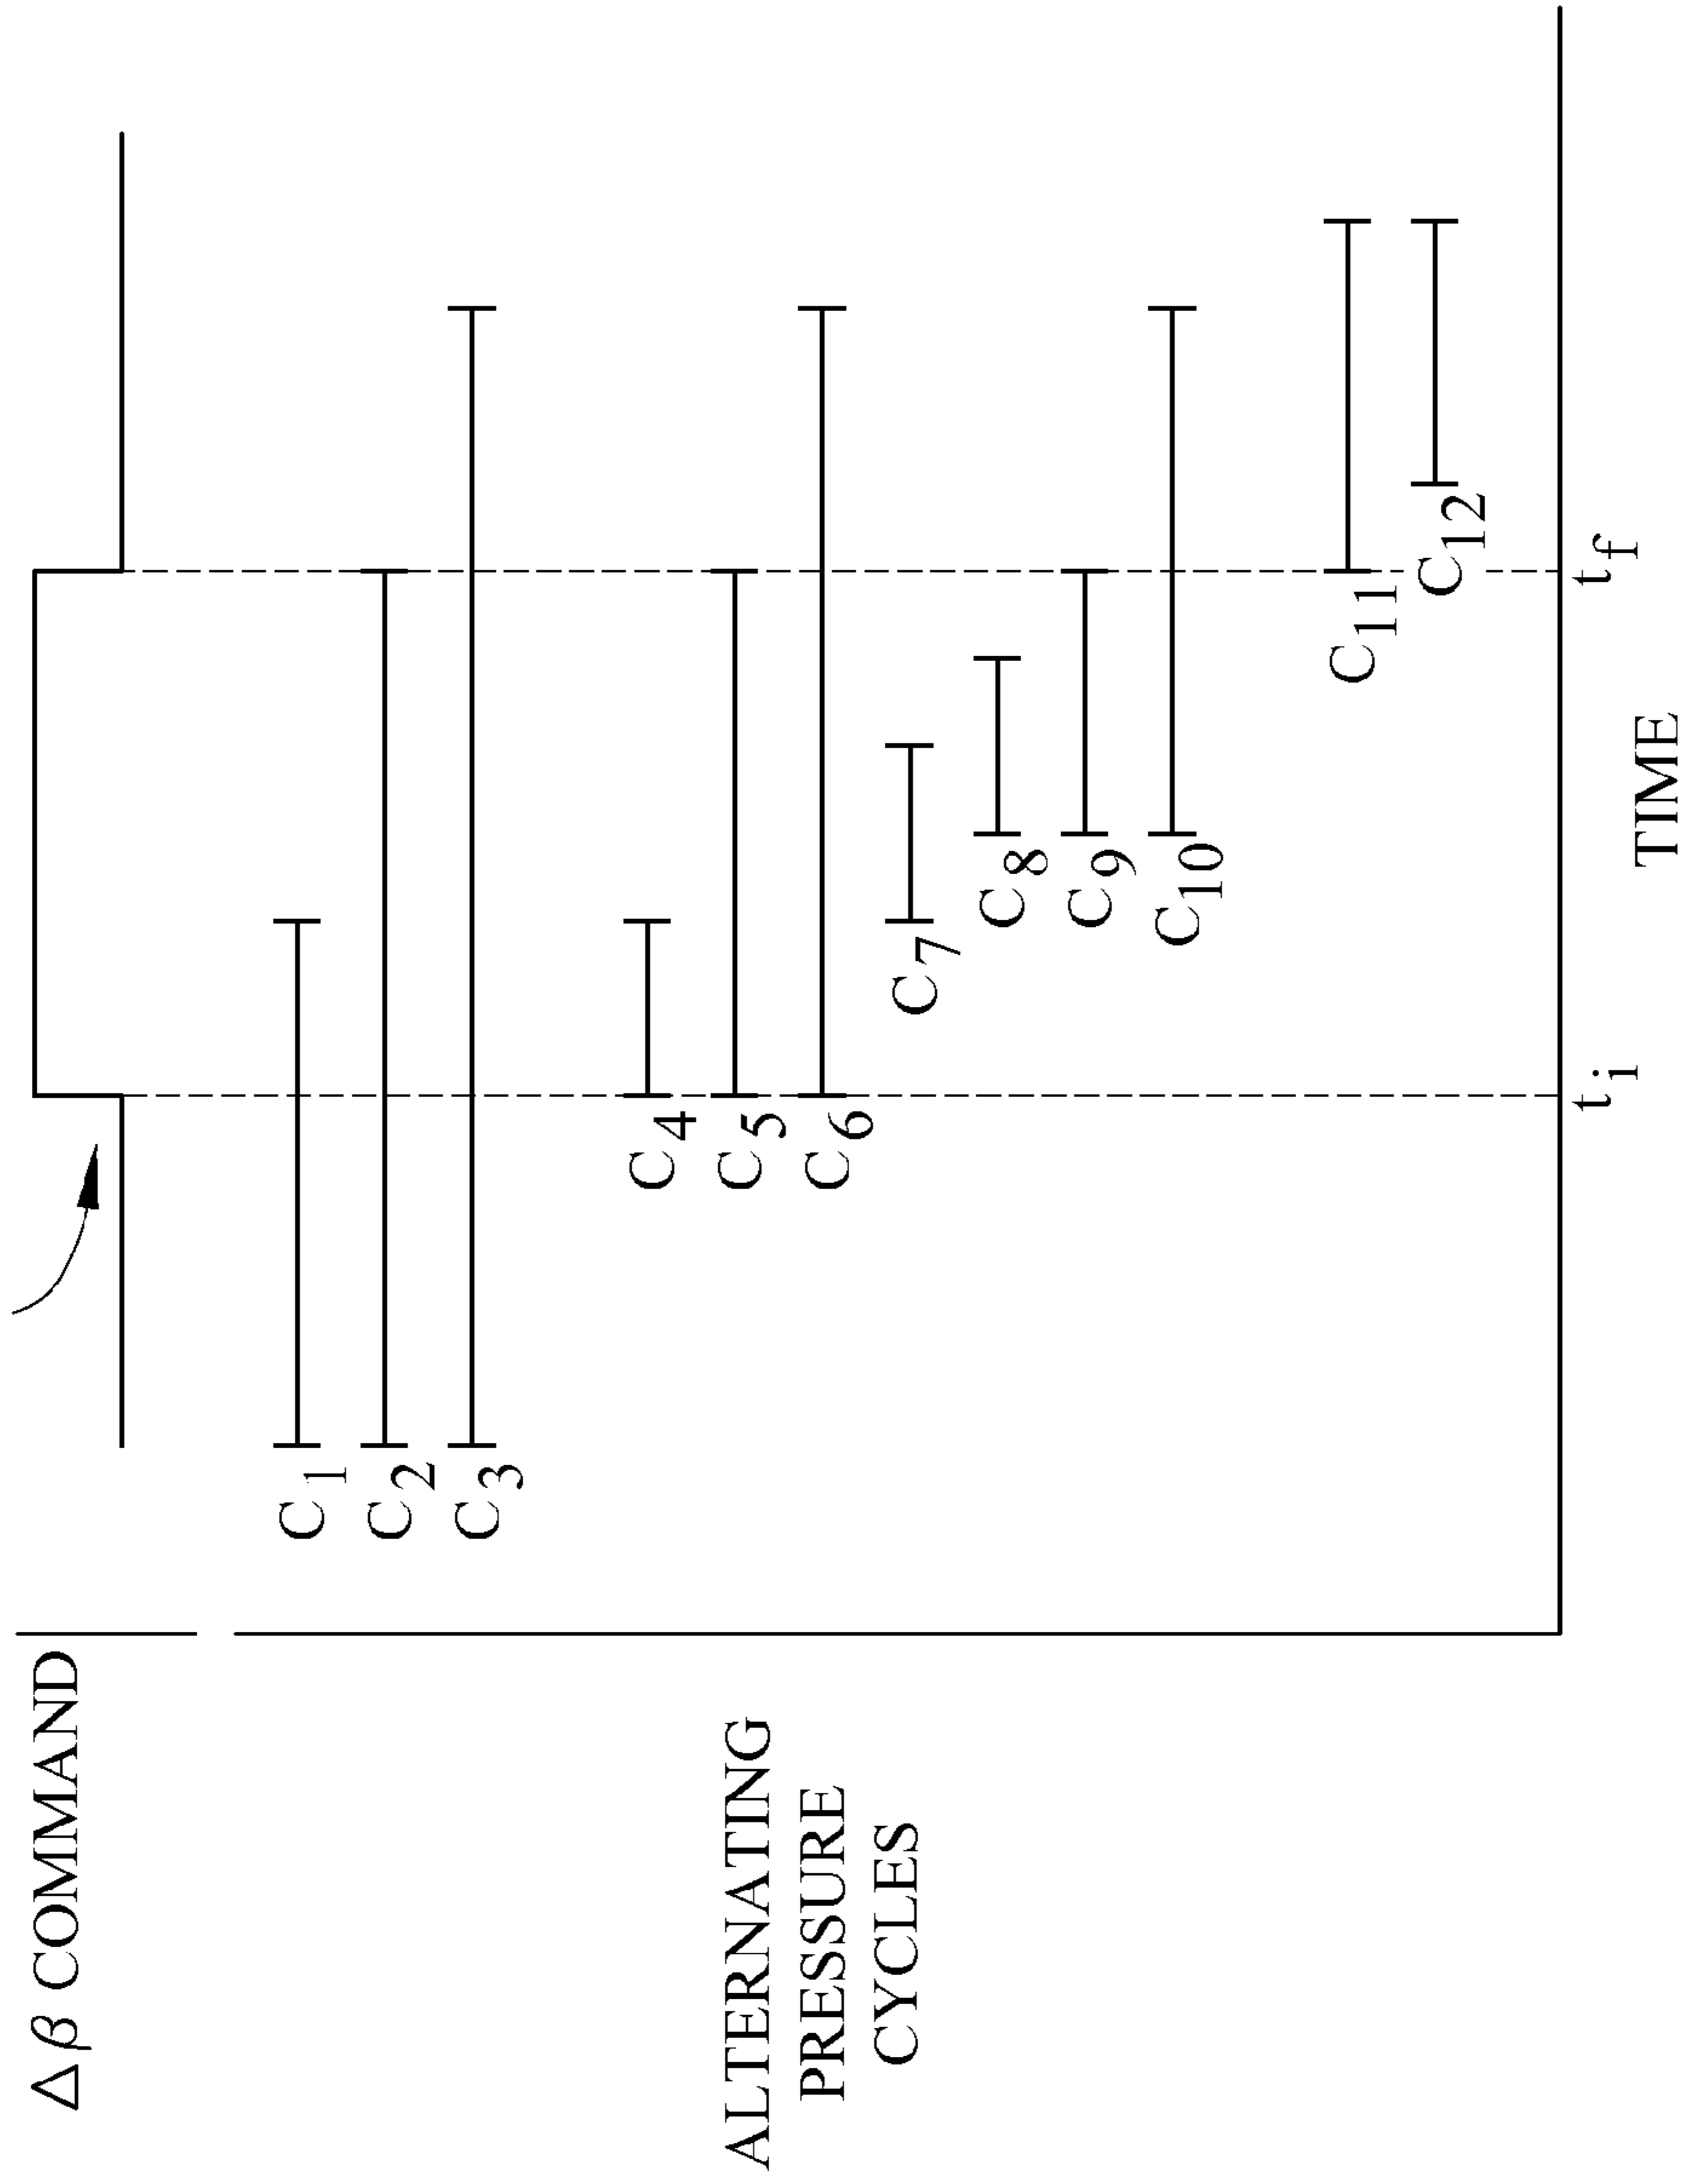 Δβ COMMAND
C1
C2
C3
C4
C5
C6
C7
C8
C9
C10
C11
C12
ALTERNATING
PRESSURE
CYCLES
ti
tf
TIME